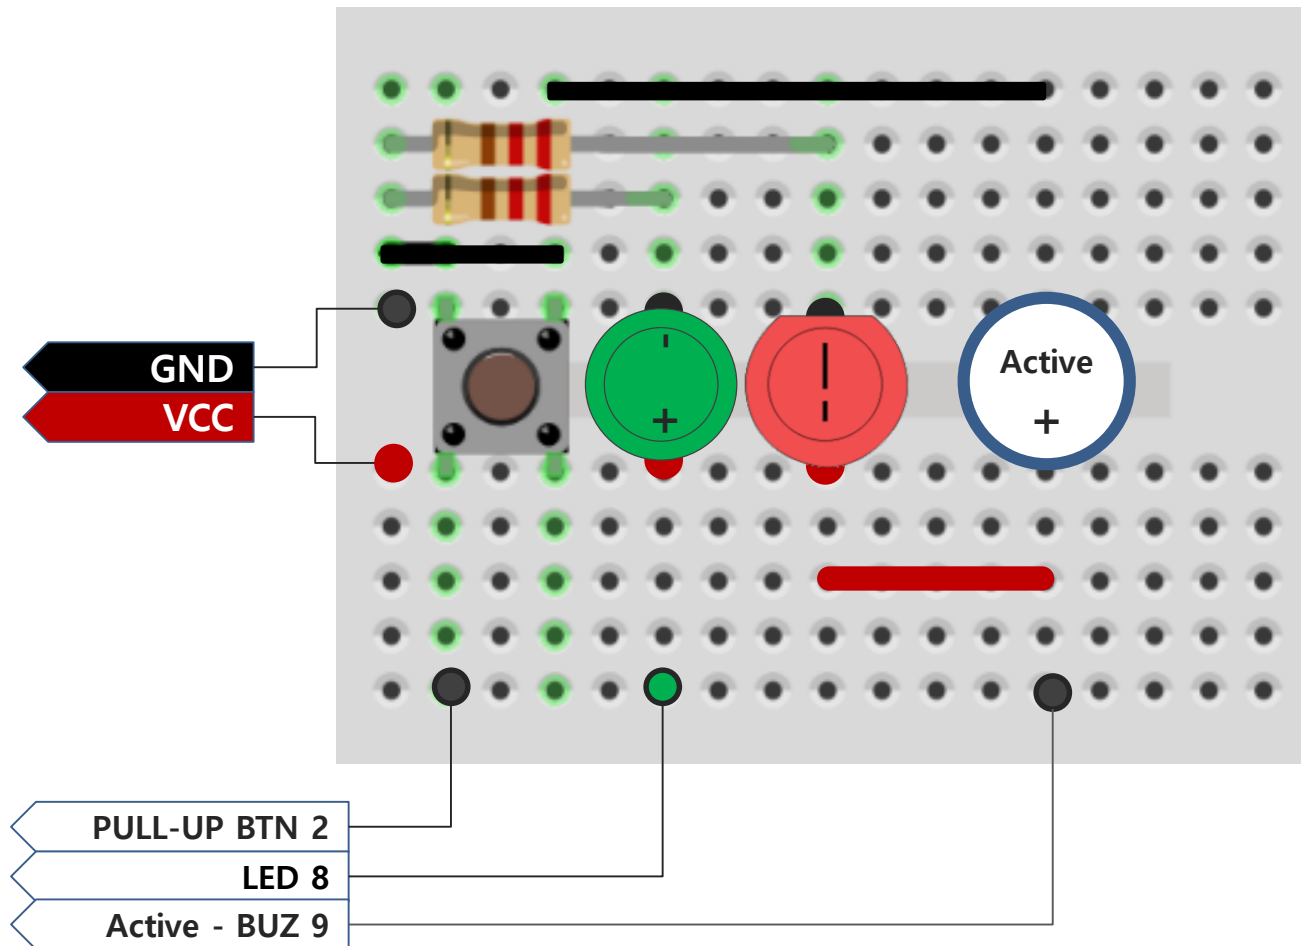 GND
VCC
Active
+
- +
PULL-UP BTN 2
LED 8
Active - BUZ 9